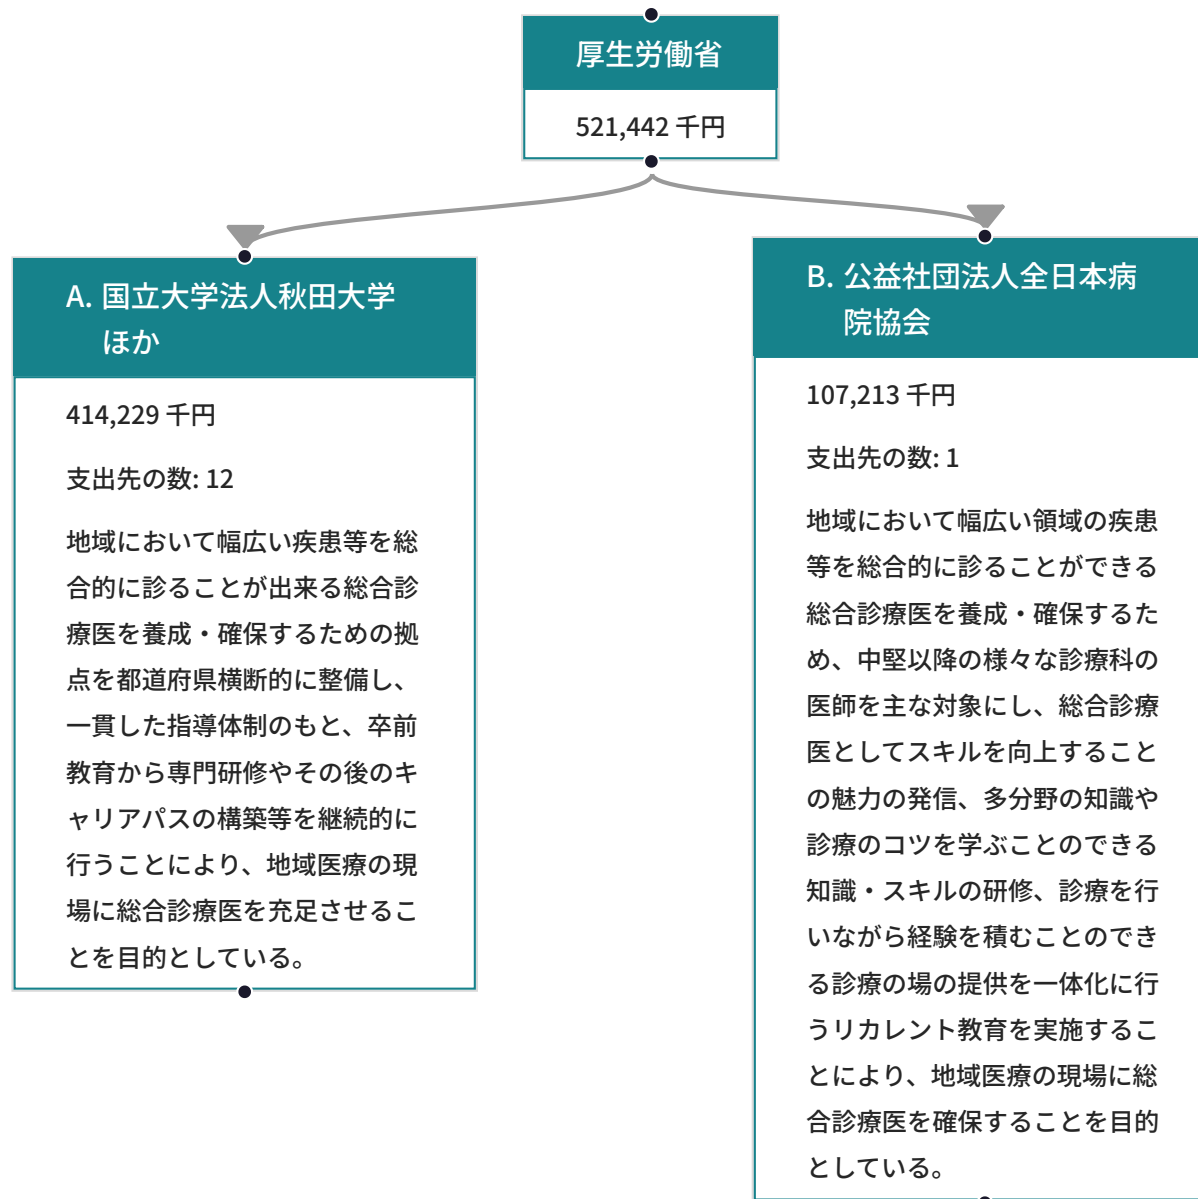 厚生労働省
521,442 千円
A. 国立大学法人秋田大学
ほか
414,229 千円
支出先の数: 12
地域において幅広い疾患等を総
合的に診ることが出来る総合診
療医を養成・確保するための拠
点を都道府県横断的に整備し、
一貫した指導体制のもと、卒前
教育から専門研修やその後のキ
ャリアパスの構築等を継続的に
行うことにより、地域医療の現
場に総合診療医を充足させるこ
とを目的としている。
B. 公益社団法人全日本病
院協会
107,213 千円
支出先の数: 1
地域において幅広い領域の疾患
等を総合的に診ることができる
総合診療医を養成・確保するた
め、中堅以降の様々な診療科の
医師を主な対象にし、総合診療
医としてスキルを向上すること
の魅力の発信、多分野の知識や
診療のコツを学ぶことのできる
知識・スキルの研修、診療を行
いながら経験を積むことのでき
る診療の場の提供を一体化に行
うリカレント教育を実施するこ
とにより、地域医療の現場に総
合診療医を確保することを目的
としている。